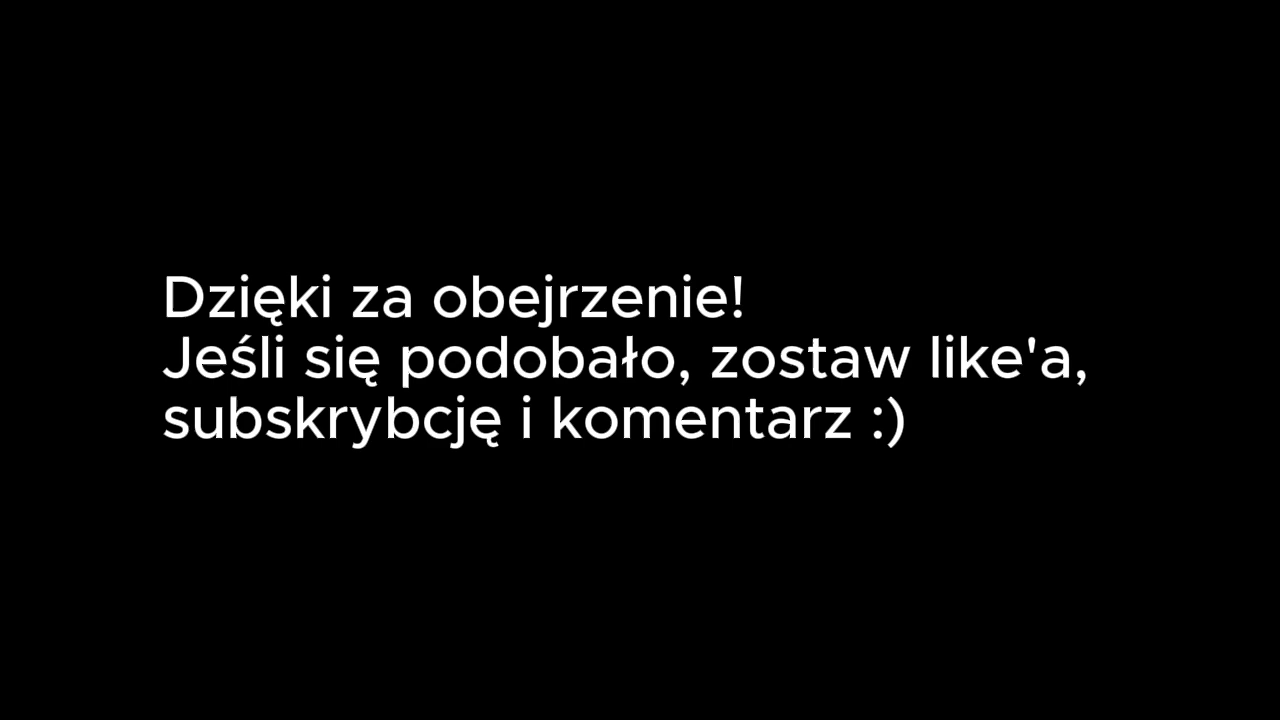 Dzięki za obejrzenie!
Jeśli się podobało, zostaw like'a,
subskrybcję i komentarz :)